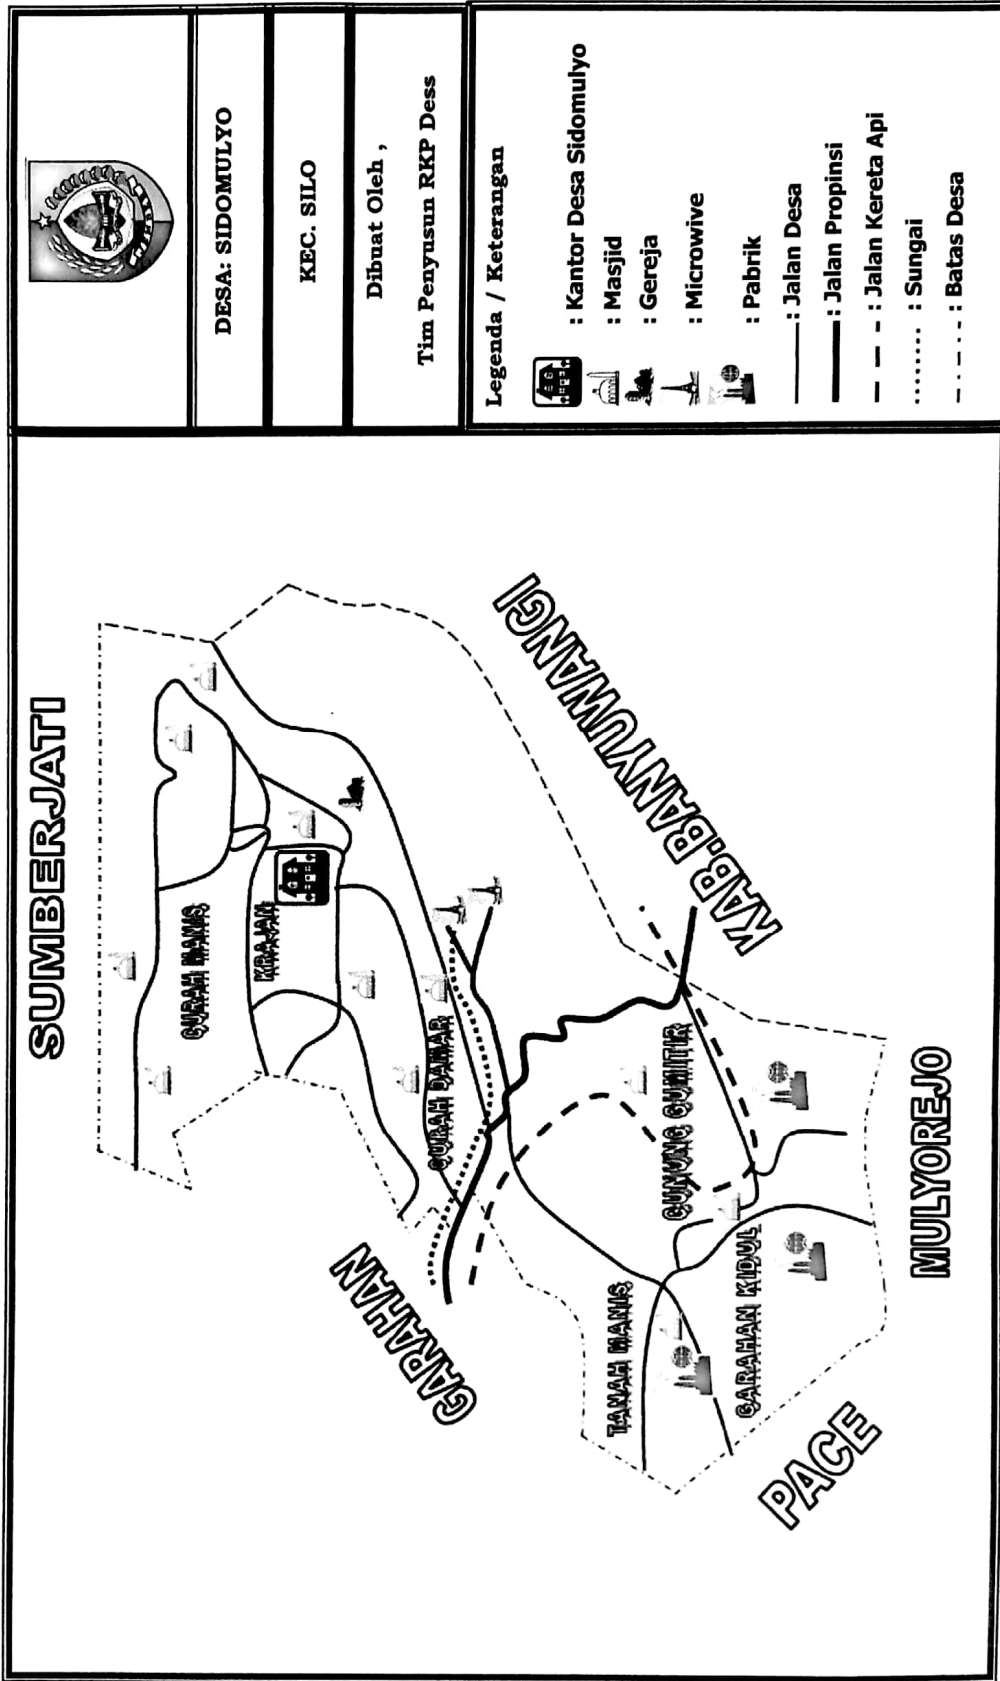 SUMBERJATI
CURAH MANIS
KRAJAN
CURAH DAMAR
GARAHAN
KAB.BANYUWANGI
GUNUNG GUMITIR
TANAH MANIS
GARAHAN KIDUL
PACE
MULYOREJO
DESA: SIDOMULYO
KEC. SILO
Dibuat Oleh ,
Tim Penyusun RKP Dess
Legenda / Keterangan
: Kantor Desa Sidomulyo
: Masjid
: Gereja
: Microwive
: Pabrik
: Jalan Desa
: Jalan Propinsi
: Jalan Kereta Api
: Sungai
: Batas Desa